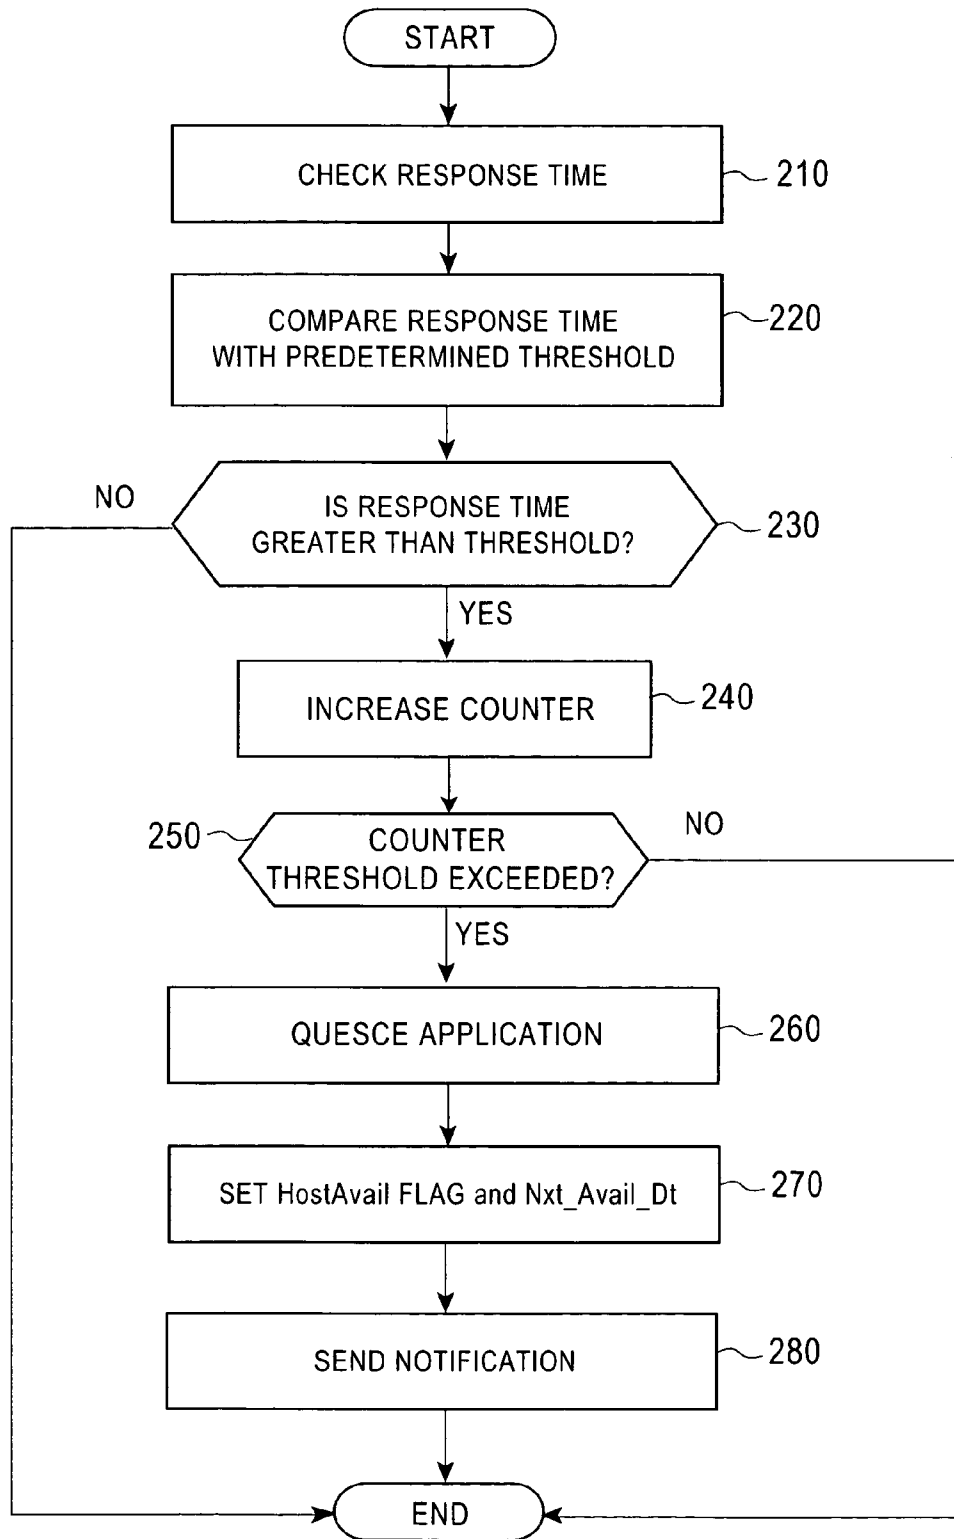 START
CHECK RESPONSE TIME
210
COMPARE RESPONSE TIME
WITH PREDETERMINED THRESHOLD
220
NO
IS RESPONSE TIME
GREATER THAN THRESHOLD?
230
YES
INCREASE COUNTER
240
250
COUNTER
THRESHOLD EXCEEDED?
NO
YES
QUESCE APPLICATION
260
SET HostAvail FLAG and Nxt_Avail_Dt
270
SEND NOTIFICATION
280
END